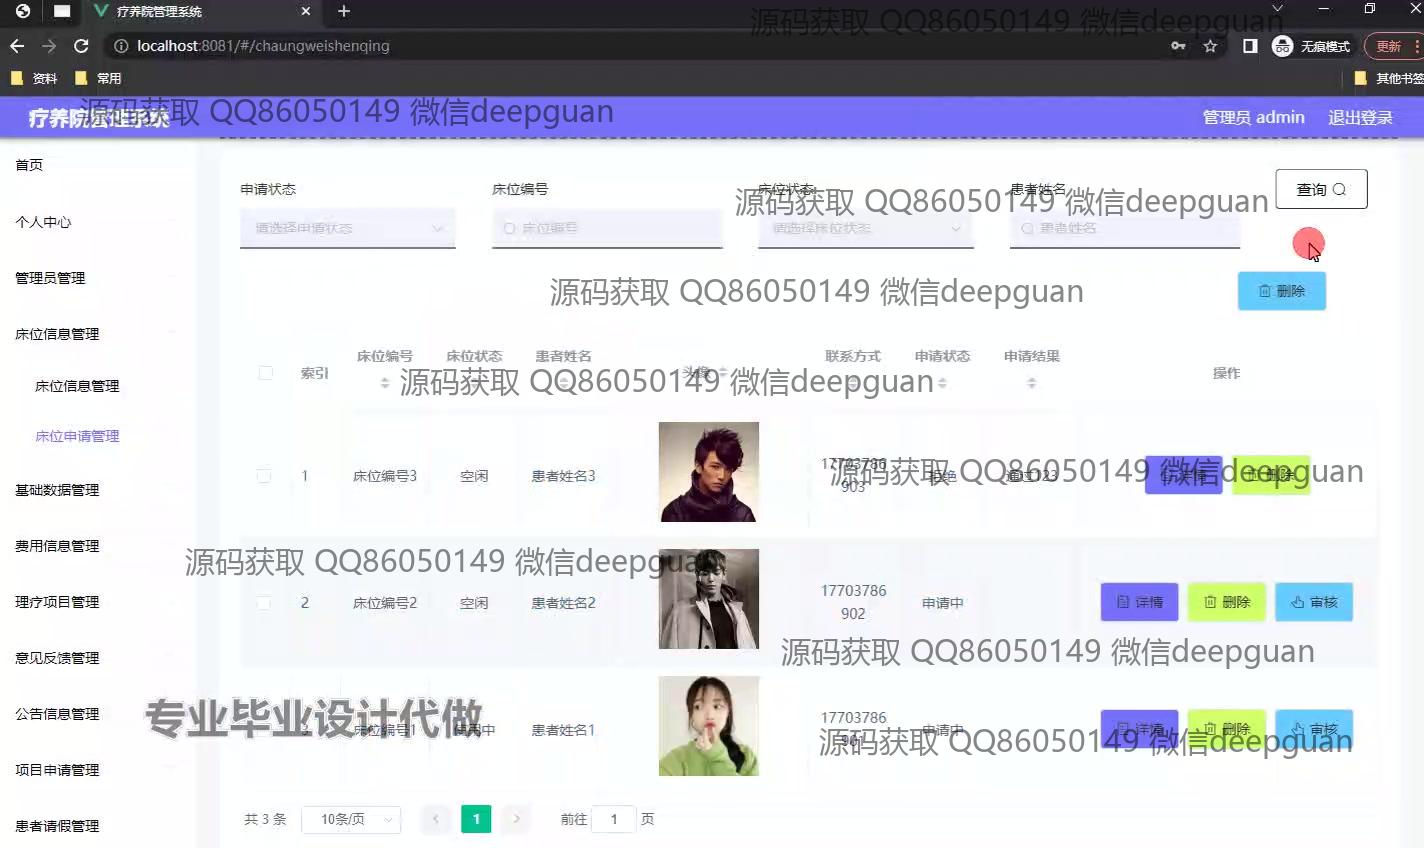 疗养院管理系统
源码获取 QQ86050149 微信deepguan
localhost:8081/#/chaungweishenqing
无痕模式
更新
资料
常用
其他书签
疗养院管理系统
源码获取 QQ86050149 微信deepguan
管理员 admin
退出登录
首页
个人中心
管理员管理
床位信息管理
床位信息管理
床位申请管理
基础数据管理
费用信息管理
理疗项目管理
意见反馈管理
公告信息管理
项目申请管理
患者请假管理
申请状态
床位编号
床位状态
患者姓名
查询
请选择申请状态
床位编号
请选择床位状态
患者姓名
源码获取 QQ86050149 微信deepguan
源码获取 QQ86050149 微信deepguan
删除
索引
床位编号
床位状态
患者姓名
头像
联系方式
申请状态
申请结果
操作
源码获取 QQ86050149 微信deepguan
1 床位编号3 空闲 患者姓名3 17703786903 拒绝 通过123 详情 删除
源码获取 QQ86050149 微信deepguan
源码获取 QQ86050149 微信deepguan
2 床位编号2 空闲 患者姓名2 17703786902 申请中 详情 删除 审核
源码获取 QQ86050149 微信deepguan
专业毕业设计代做
3 床位编号1 使用中 患者姓名1 17703786901 申请中 详情 删除 审核
源码获取 QQ86050149 微信deepguan
共 3 条
10条/页
1
前往 1 页